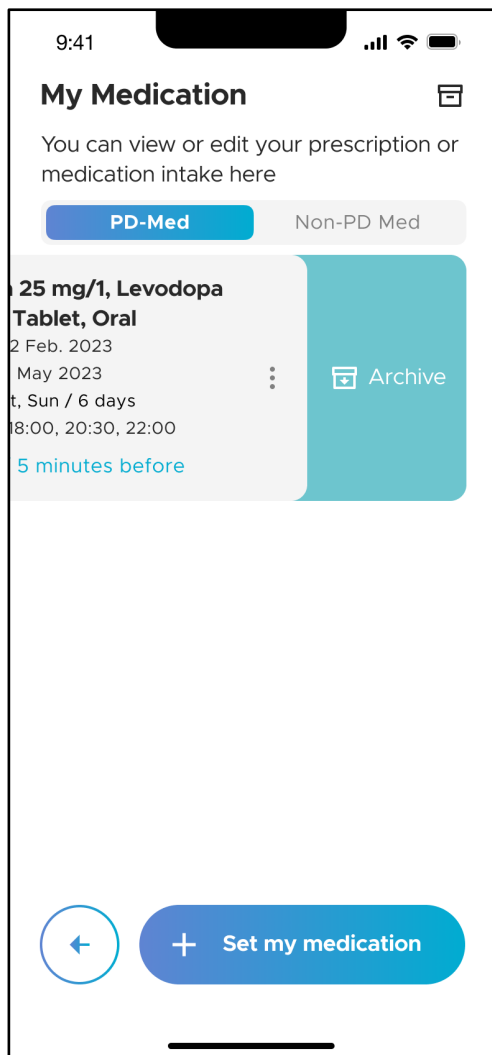 9:41
My Medication
You can view or edit your prescription or
medication intake here
PD-Med
Non-PD Med
25 mg/1, Levodopa
Tablet, Oral
2 Feb. 2023
May 2023
t, Sun / 6 days
18:00, 20:30, 22:00
5 minutes before
Archive
Set my medication